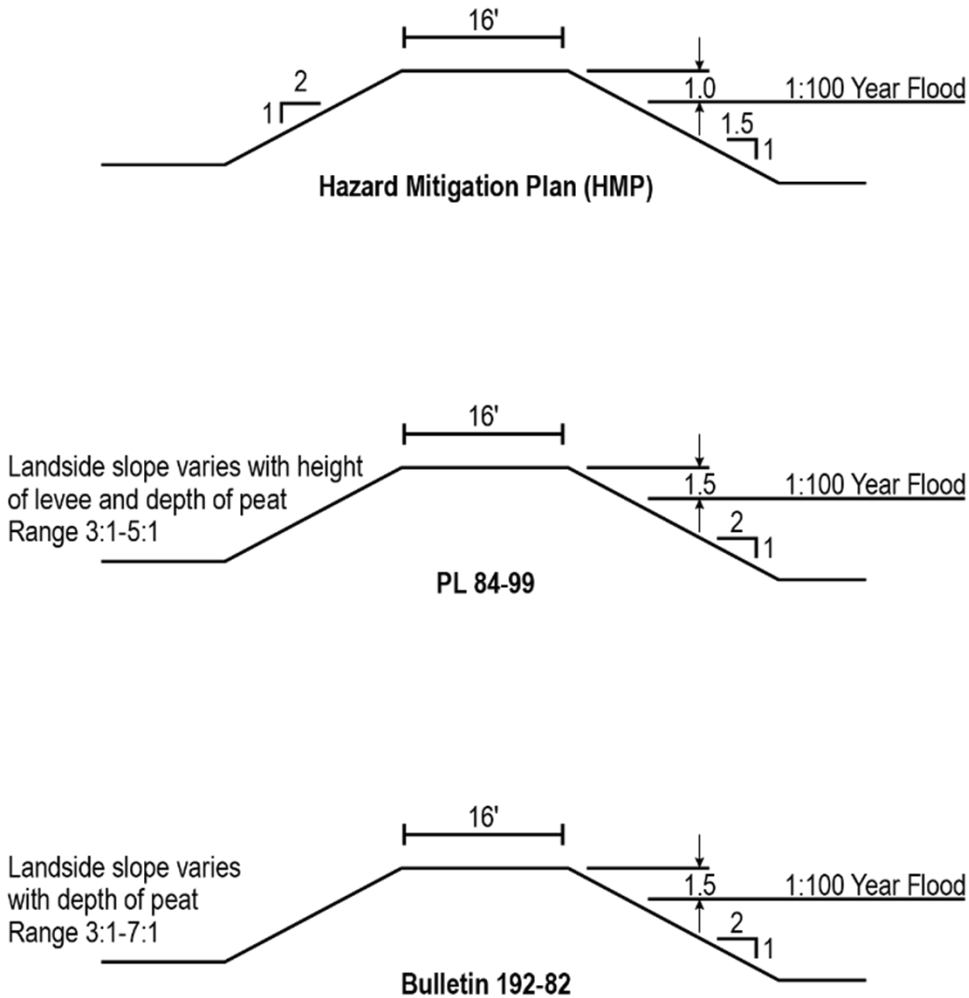 16'
2
1
1.0
1:100 Year Flood
1.5
1
Hazard Mitigation Plan (HMP)
16'
Landside slope varies with height
of levee and depth of peat
Range 3:1-5:1
1.5
1:100 Year Flood
2
1
PL 84-99
16'
Landside slope varies
with depth of peat
Range 3:1-7:1
1.5
1:100 Year Flood
2
1
Bulletin 192-82